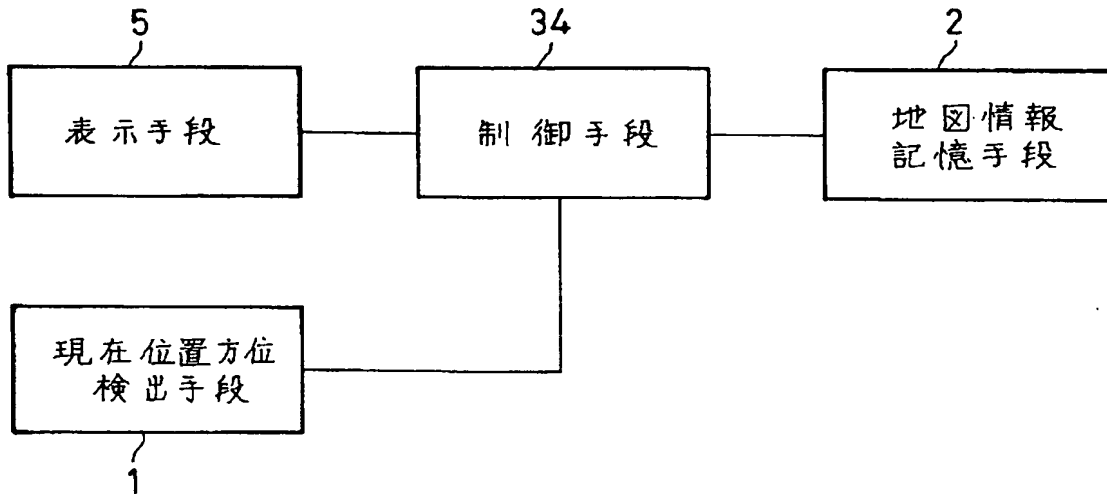 5
34
2
表示手段
制御手段
地図情報
記憶手段
現在位置方位
検出手段
1